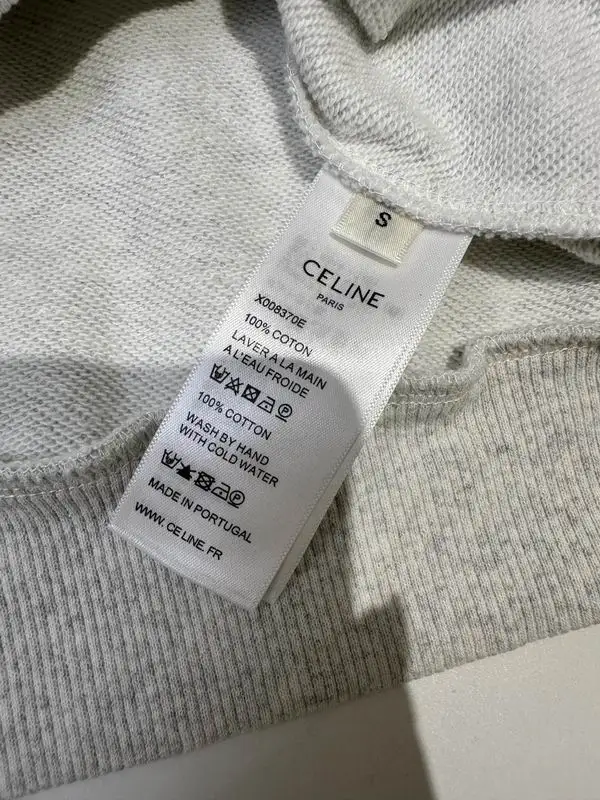 S
CELINE
PARIS
X008370E
100% COTON
LAVER A LA MAIN
A L'EAU FROIDE
100% COTTON
WASH BY HAND
WITH COLD WATER
MADE IN PORTUGAL
WWW.CELINE.FR